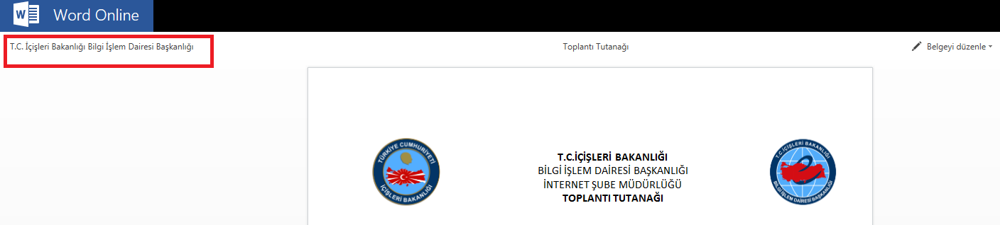 Word Online
T.C. İçişleri Bakanlığı Bilgi İşlem Dairesi Başkanlığı
Toplantı Tutanağı
Belgeyi düzenle
TÜRKİYE CUMHURİYETİ
İÇİŞLERİ BAKANLIĞI
T.C.İÇİŞLERİ BAKANLIĞI
BİLGİ İŞLEM DAİRESİ BAŞKANLIĞI
İNTERNET ŞUBE MÜDÜRLÜĞÜ
TOPLANTI TUTANAĞI
T.C. İÇİŞLERİ BAKANLIĞI
BİLGİ İŞLEM DAİRESİ BAŞKANLIĞI